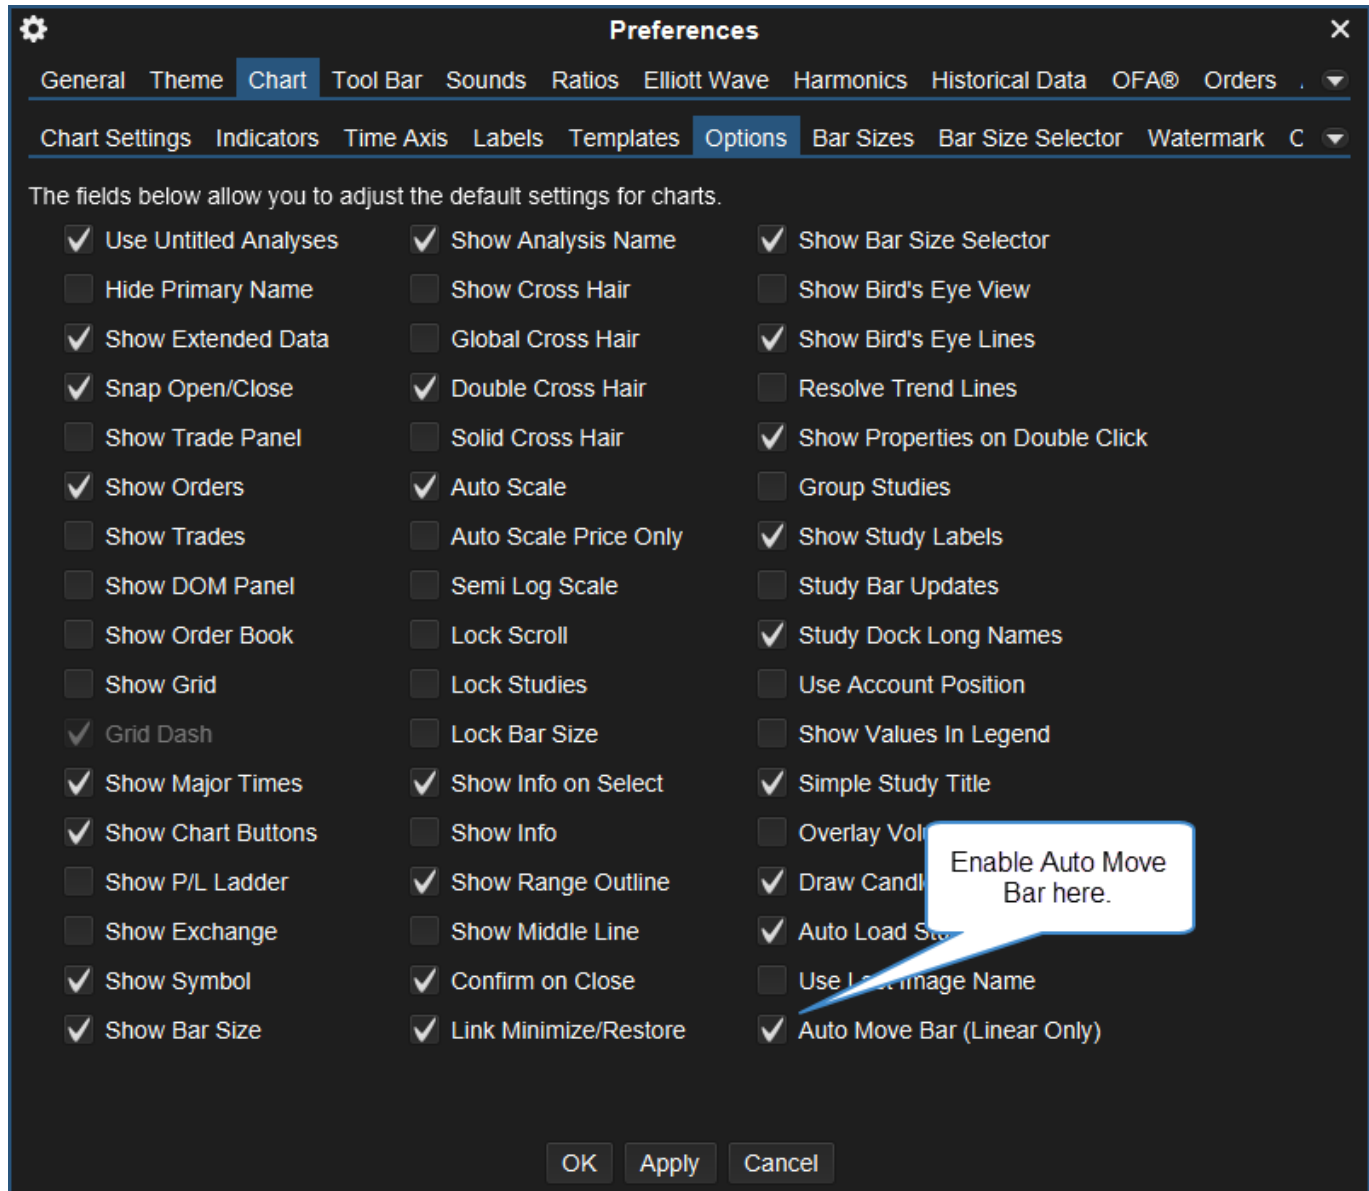 Preferences
General Theme Chart Tool Bar Sounds Ratios Elliott Wave Harmonics Historical Data OFA® Orders
Chart Settings Indicators Time Axis Labels Templates Options Bar Sizes Bar Size Selector Watermark C
The fields below allow you to adjust the default settings for charts.
Use Untitled Analyses Show Analysis Name Show Bar Size Selector
Hide Primary Name Show Cross Hair Show Bird's Eye View
Show Extended Data Global Cross Hair Show Bird's Eye Lines
Snap Open/Close Double Cross Hair Resolve Trend Lines
Show Trade Panel Solid Cross Hair Show Properties on Double Click
Show Orders Auto Scale Group Studies
Show Trades Auto Scale Price Only Show Study Labels
Show DOM Panel Semi Log Scale Study Bar Updates
Show Order Book Lock Scroll Study Dock Long Names
Show Grid Lock Studies Use Account Position
Grid Dash Lock Bar Size Show Values In Legend
Show Major Times Show Info on Select Simple Study Title
Show Chart Buttons Show Info Overlay
Show P/L Ladder Show Range Outline Draw
Show Exchange Show Middle Line Auto Load
Show Symbol Confirm on Close Use Image Name
Show Bar Size Link Minimize/Restore Auto Move Bar (Linear Only)
Enable Auto Move
Bar here.
OK Apply Cancel